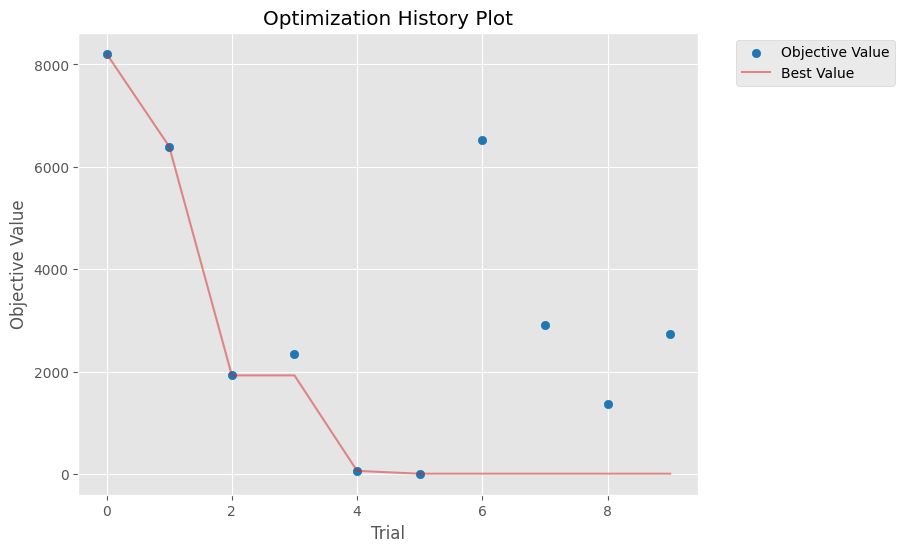 Optimization History Plot
Objective Value
Best Value
8000
6000
4000
2000
0
Objective Value
0 2 4 6 8
Trial